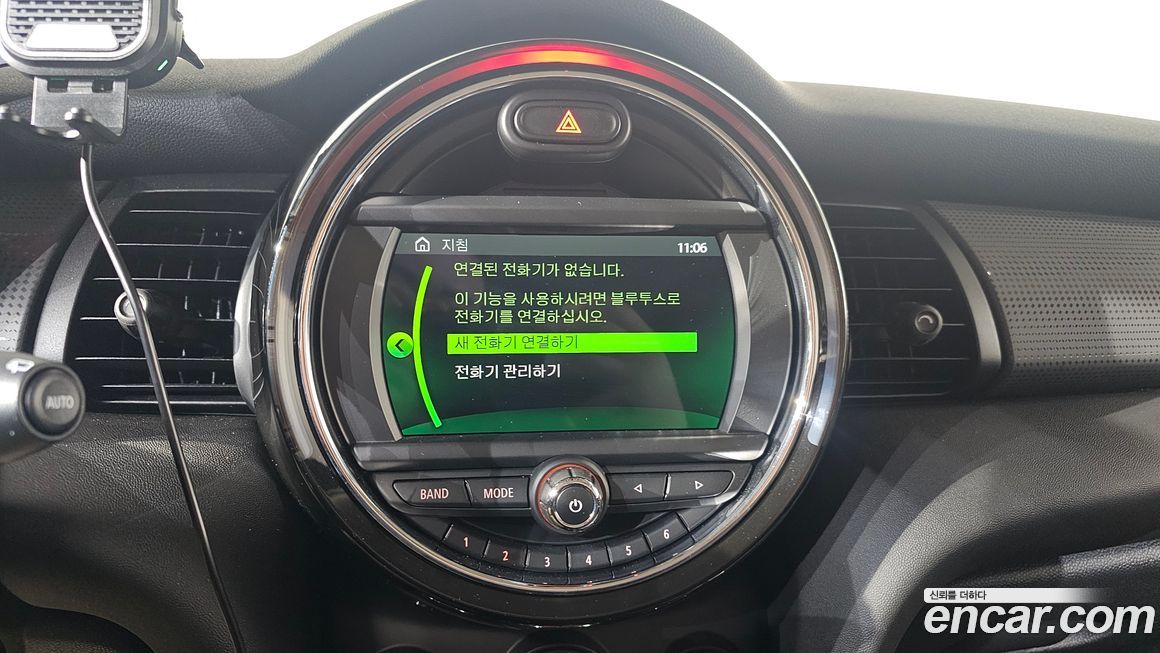 지침
11:06
연결된 전화기가 없습니다.
이 기능을 사용하시려면 블루투스로
전화기를 연결하십시오.
새 전화기 연결하기
전화기 관리하기
AUTO
BAND
MODE
1
2
3
4
5
6
신뢰를 더하다
encar.com